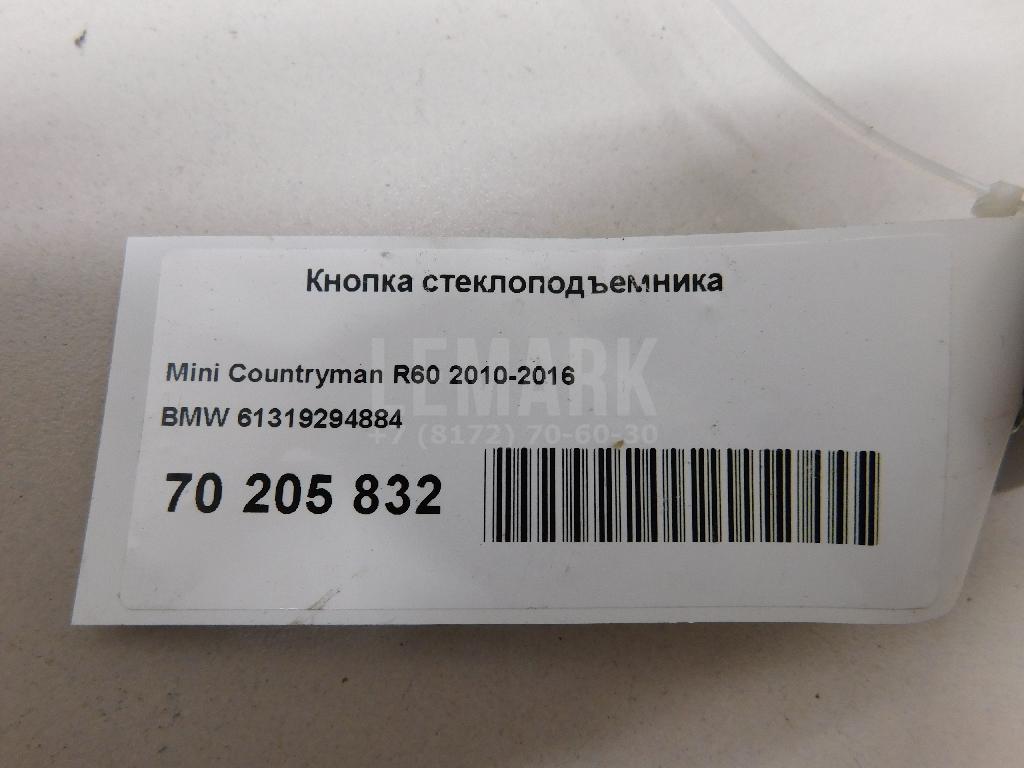 Кнопка стеклоподъемника
LEMARK
Mini Countryman R60 2010-2016
BMW 61319294884
+7 (8172) 70-60-30
70 205 832